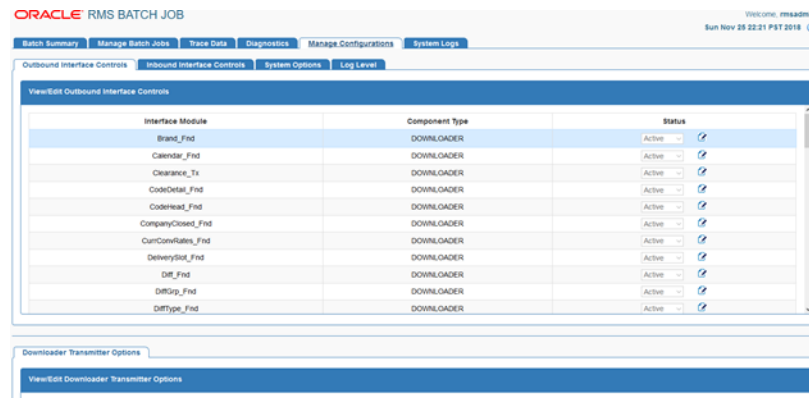 ORACLE RMS BATCH JOB
Welcome, rmsadm
Sun Nov 25 22:21 PST 2018
Batch Summary Manage Batch Jobs Trace Data Diagnostics Manage Configurations System Logs
Outbound Interface Controls Inbound Interface Controls System Options Log Level
View/Edit Outbound Interface Controls
Interface Module Component Type Status
Brand_Fnd DOWNLOADER Active
Calendar_Fnd DOWNLOADER Active
Clearance_Tx DOWNLOADER Active
CodeDetail_Fnd DOWNLOADER Active
CodeHead_Fnd DOWNLOADER Active
CompanyClosed_Fnd DOWNLOADER Active
CurrConvRates_Fnd DOWNLOADER Active
DeliverySlot_Fnd DOWNLOADER Active
Diff_Fnd DOWNLOADER Active
DiffGrp_Fnd DOWNLOADER Active
DiffType_Fnd DOWNLOADER Active
Downloader Transmitter Options
View/Edit Downloader Transmitter Options